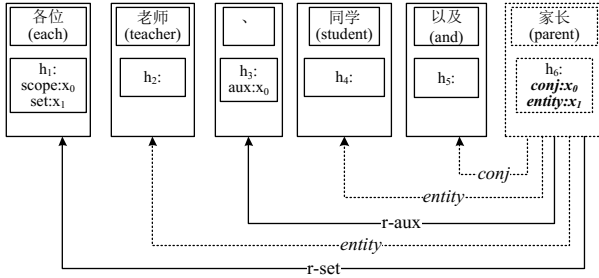 各位
(each)
老师
(teacher)
、
同学
(student)
以及
(and)
家长
(parent)
h1:
scope:x0
set:x1
h2:
h3:
aux:x0
h4:
h5:
h6:
conj:x0
entity:x1
conj
entity
r-aux
entity
r-set